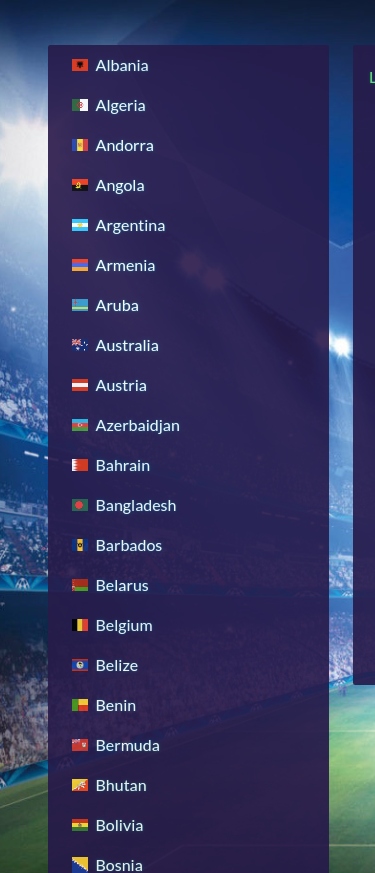 Albania
Algeria
Andorra
Angola
Argentina
Armenia
Aruba
Australia
Austria
Azerbaijan
Bahrain
Bangladesh
Barbados
Belarus
Belgium
Belize
Benin
Bermuda
Bhutan
Bolivia
Bosnia